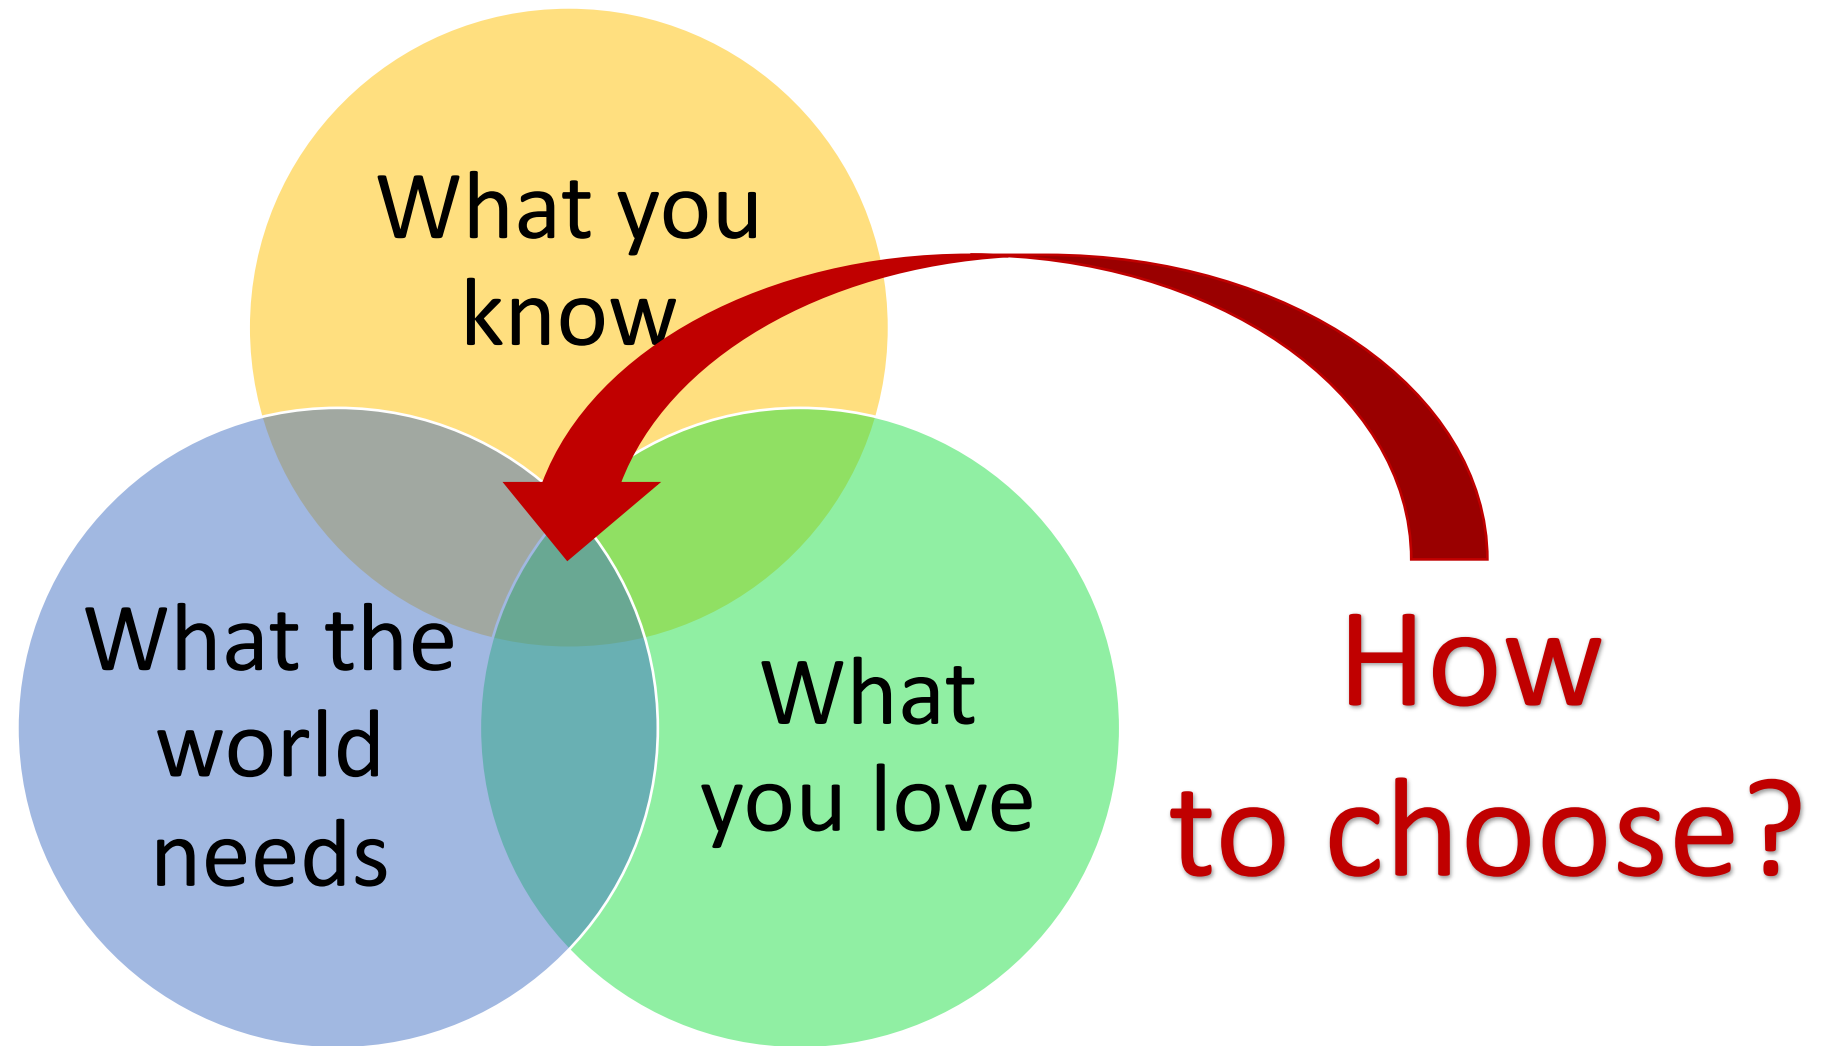 What you
know
What the
world
needs
What
you love
How
to choose?